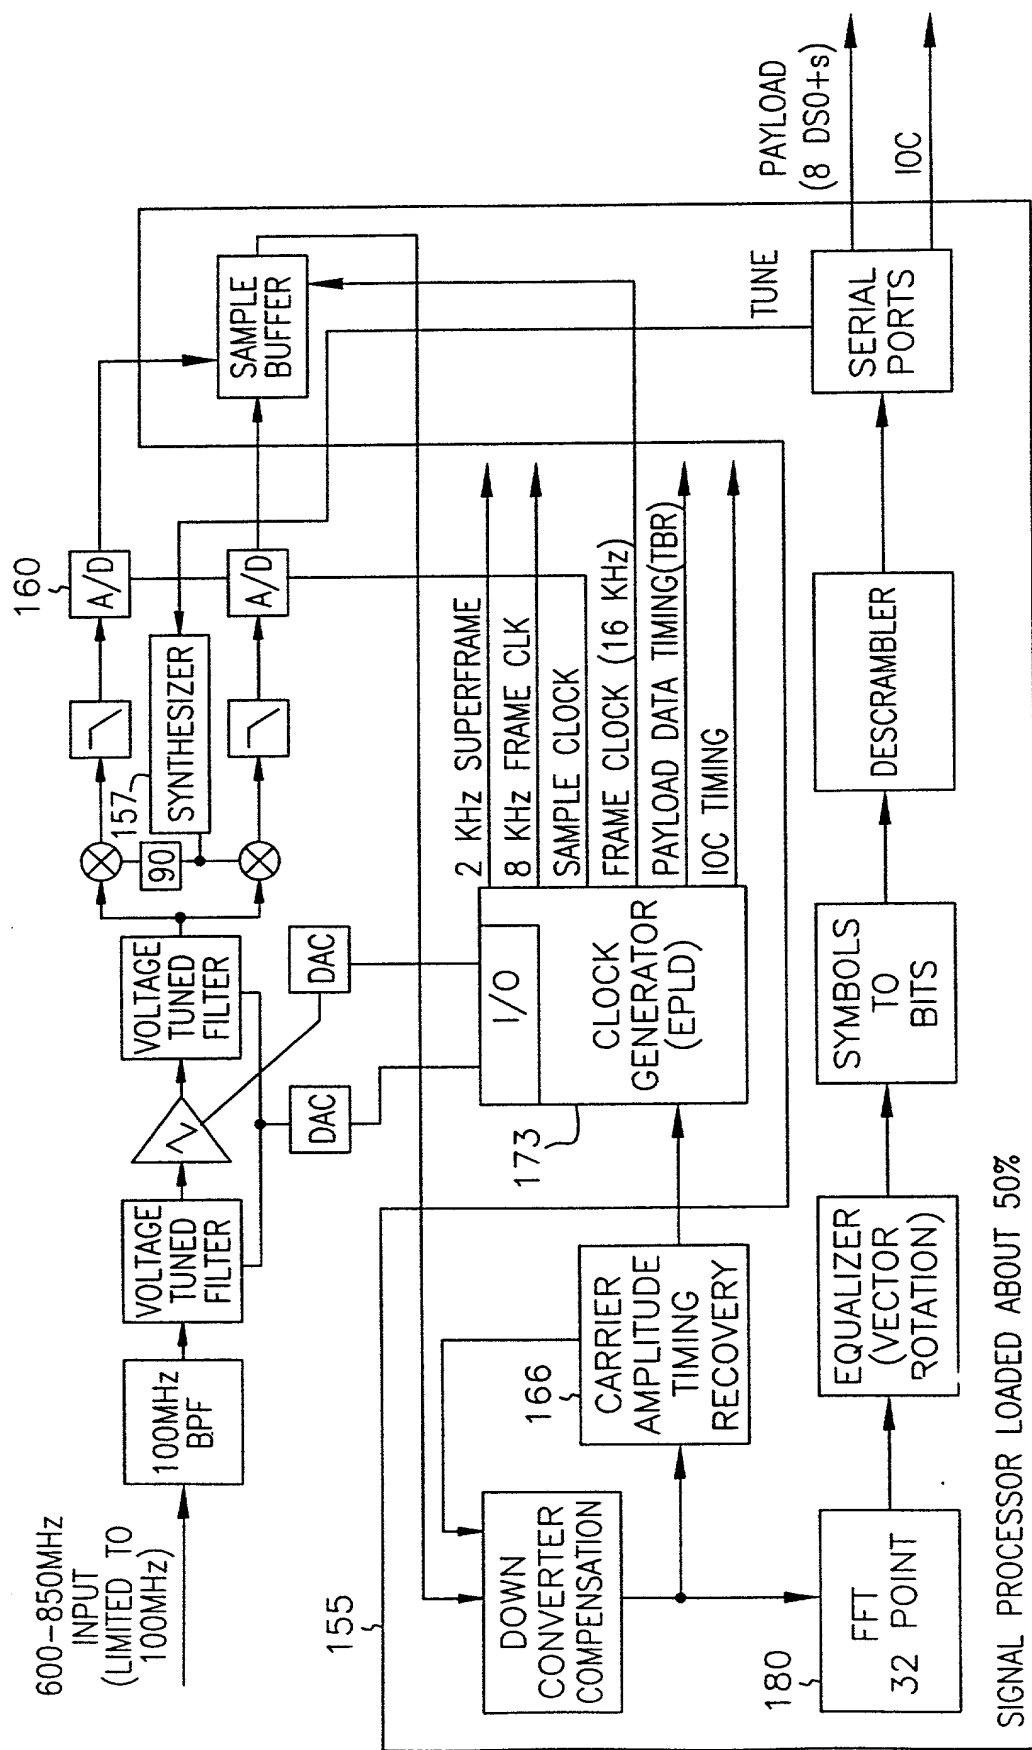 600-850MHz
INPUT
(LIMITED TO
100MHz)
100MHz
BPF
VOLTAGE
TUNED
FILTER
VOLTAGE
TUNED
FILTER
DAC
DAC
90
157
SYNTHESIZER
160
A/D
A/D
SAMPLE
BUFFER
155
DOWN
CONVERTER
COMPENSATION
166
CARRIER
AMPLITUDE
TIMING
RECOVERY
173
I/O
CLOCK
GENERATOR
(EPLD)
2 KHz SUPERFRAME
8 KHz FRAME CLK
SAMPLE CLOCK
FRAME CLOCK (16 KHz)
PAYLOAD DATA TIMING(TBR)
IOC TIMING
TUNE
180
FFT
32 POINT
EQUALIZER
(VECTOR
ROTATION)
SYMBOLS
TO
BITS
DESCRAMBLER
SERIAL
PORTS
PAYLOAD
(8 DS0+s)
IOC
SIGNAL PROCESSOR LOADED ABOUT 50%